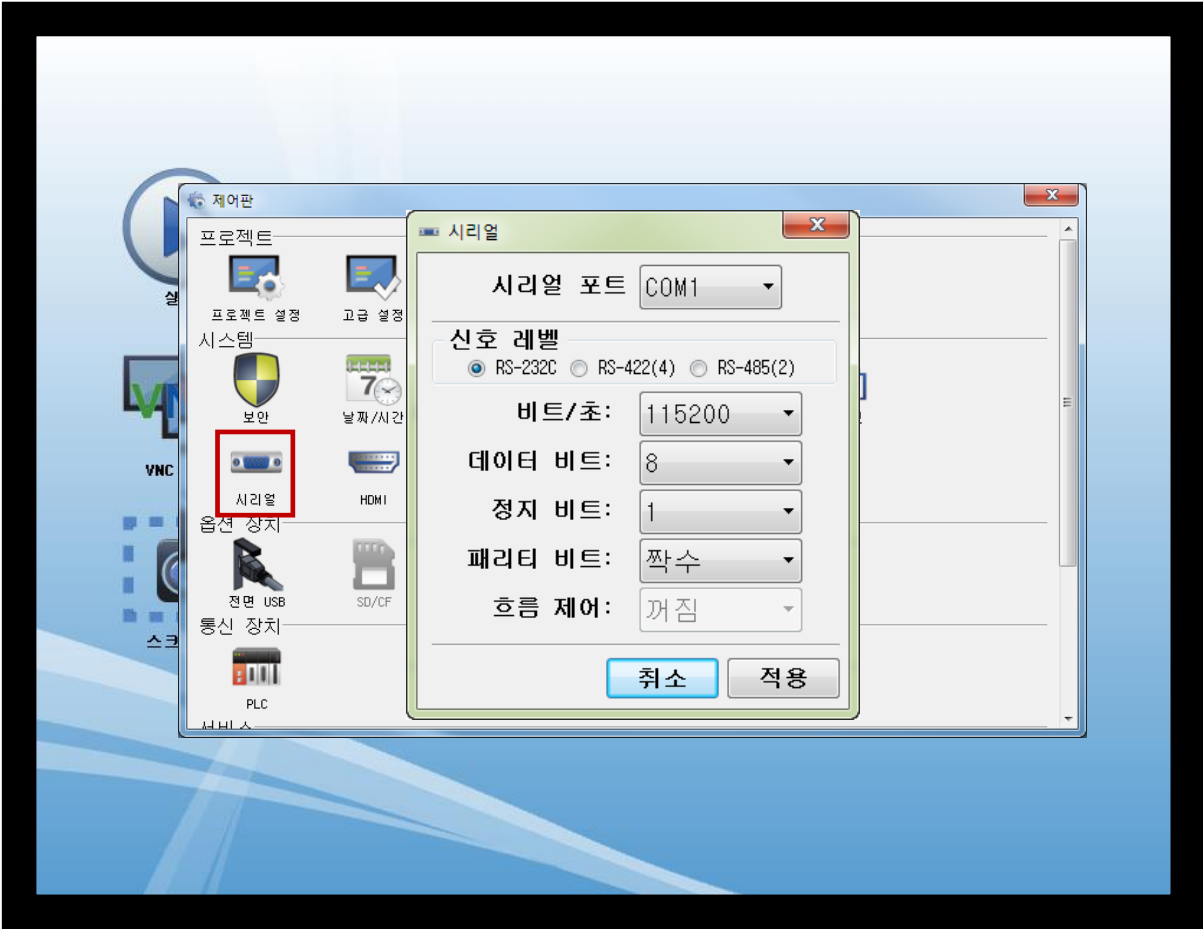 제어판
프로젝트
프로젝트 설정
고급 설정
시스템
보안
7
날짜/시간
VNC
시리얼
HDMI
옵션 장치
전면 USB
SD/CF
통신 장치
PLC
시리얼
시리얼 포트 COM1
신호 레벨
RS-232C RS-422(4) RS-485(2)
비트/초: 115200
데이터 비트: 8
정지 비트: 1
패리티 비트: 짝수
흐름 제어: 꺼짐
취소 적용